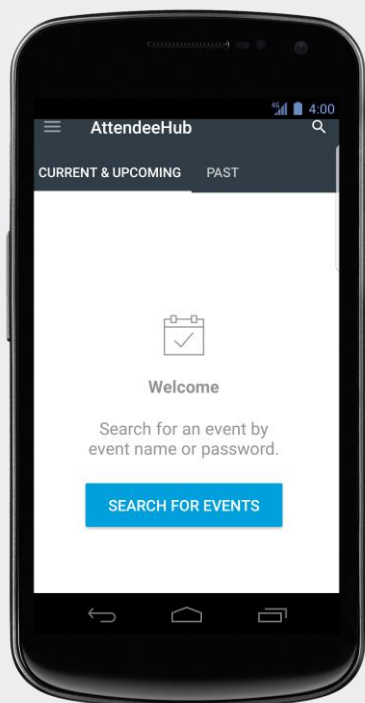 4G 4:00
AttendeeHub
CURRENT & UPCOMING PAST
Welcome
Search for an event by
event name or password.
SEARCH FOR EVENTS